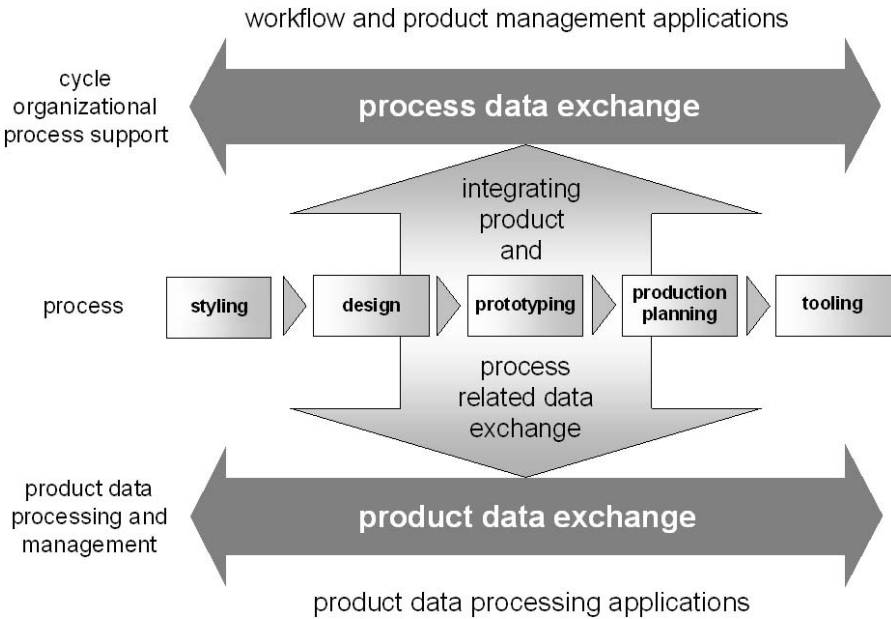 workflow and product management applications
cycle
organizational
process support
process data exchange
integrating
product
and
process
styling
design
prototyping
production
planning
tooling
process
related data
exchange
product data
processing and
management
product data exchange
product data processing applications